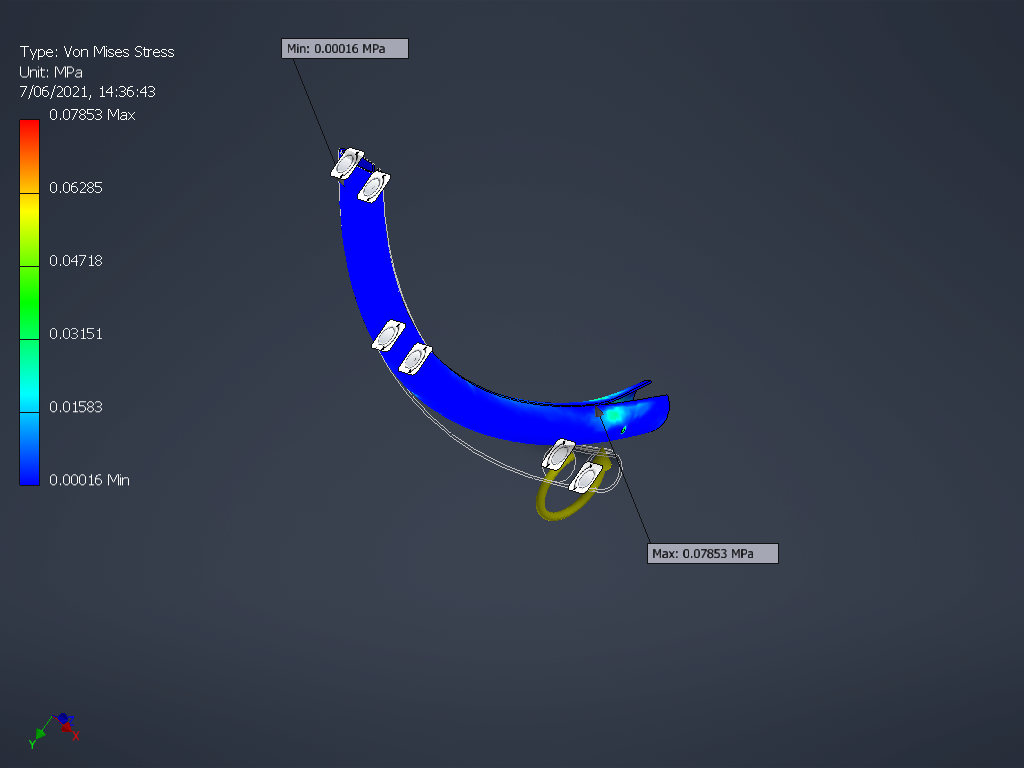 Type: Von Mises Stress
Unit: MPa
7/06/2021, 14:36:43
0.07853 Max
0.06285
0.04718
0.03151
0.01583
0.00016 Min
Min: 0.00016 MPa
Max: 0.07853 MPa
Z
X
Y